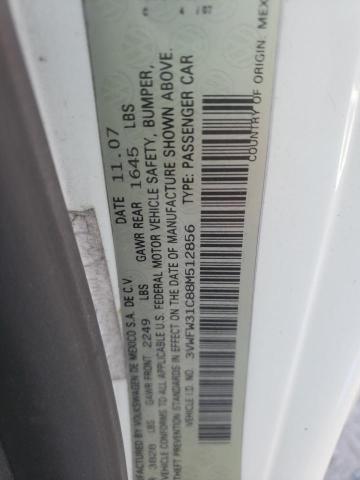 MANUFACTURED BY VOLKSWAGEN DE MEXICO S.A. DE C.V. DATE 11.07
3828 LBS GAWR FRONT 2249 LBS GAWR REAR 1645 LBS
VEHICLE CONFORMS TO ALL APPLICABLE U.S. FEDERAL MOTOR VEHICLE SAFETY, BUMPER,
THEFT PREVENTION STANDARDS IN EFFECT ON THE DATE OF MANUFACTURE SHOWN ABOVE.
VEHICLE I.D. NO. 3VWFW31C88M512856 TYPE: PASSENGER CAR
COUNTRY OF ORIGIN: MEX